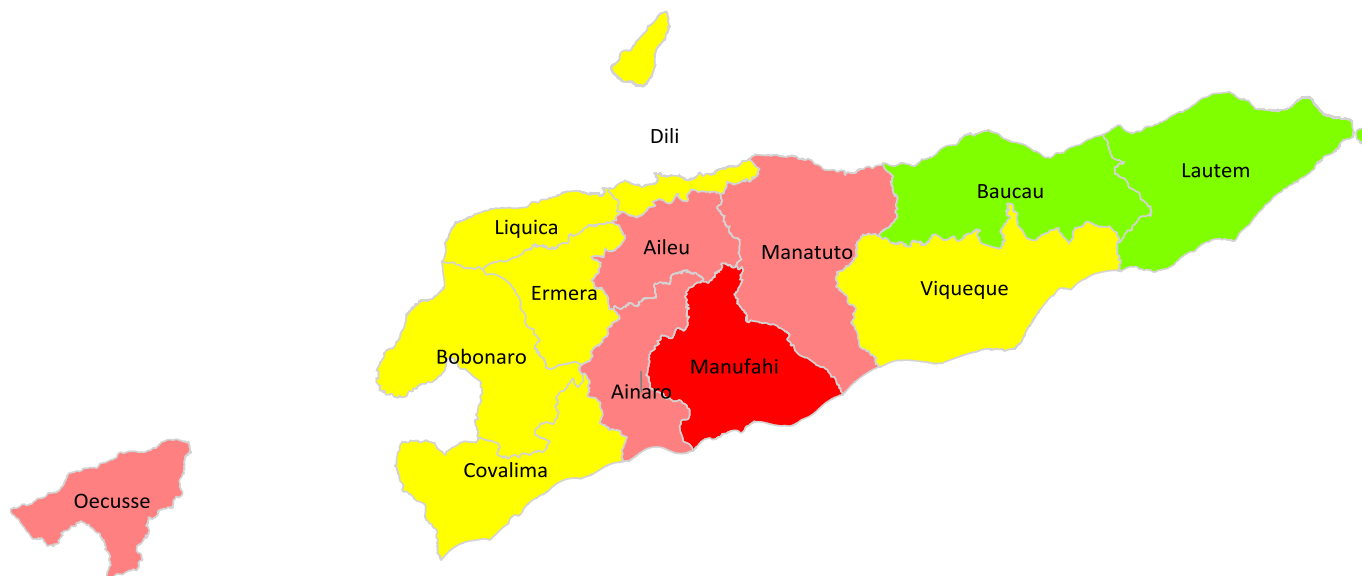 Dili
Lautem
Baucau
Liquica
Aileu
Manatuto
Viqueque
Ermera
Bobonaro
Manufahi
Ainaro
Covalima
Oecusse